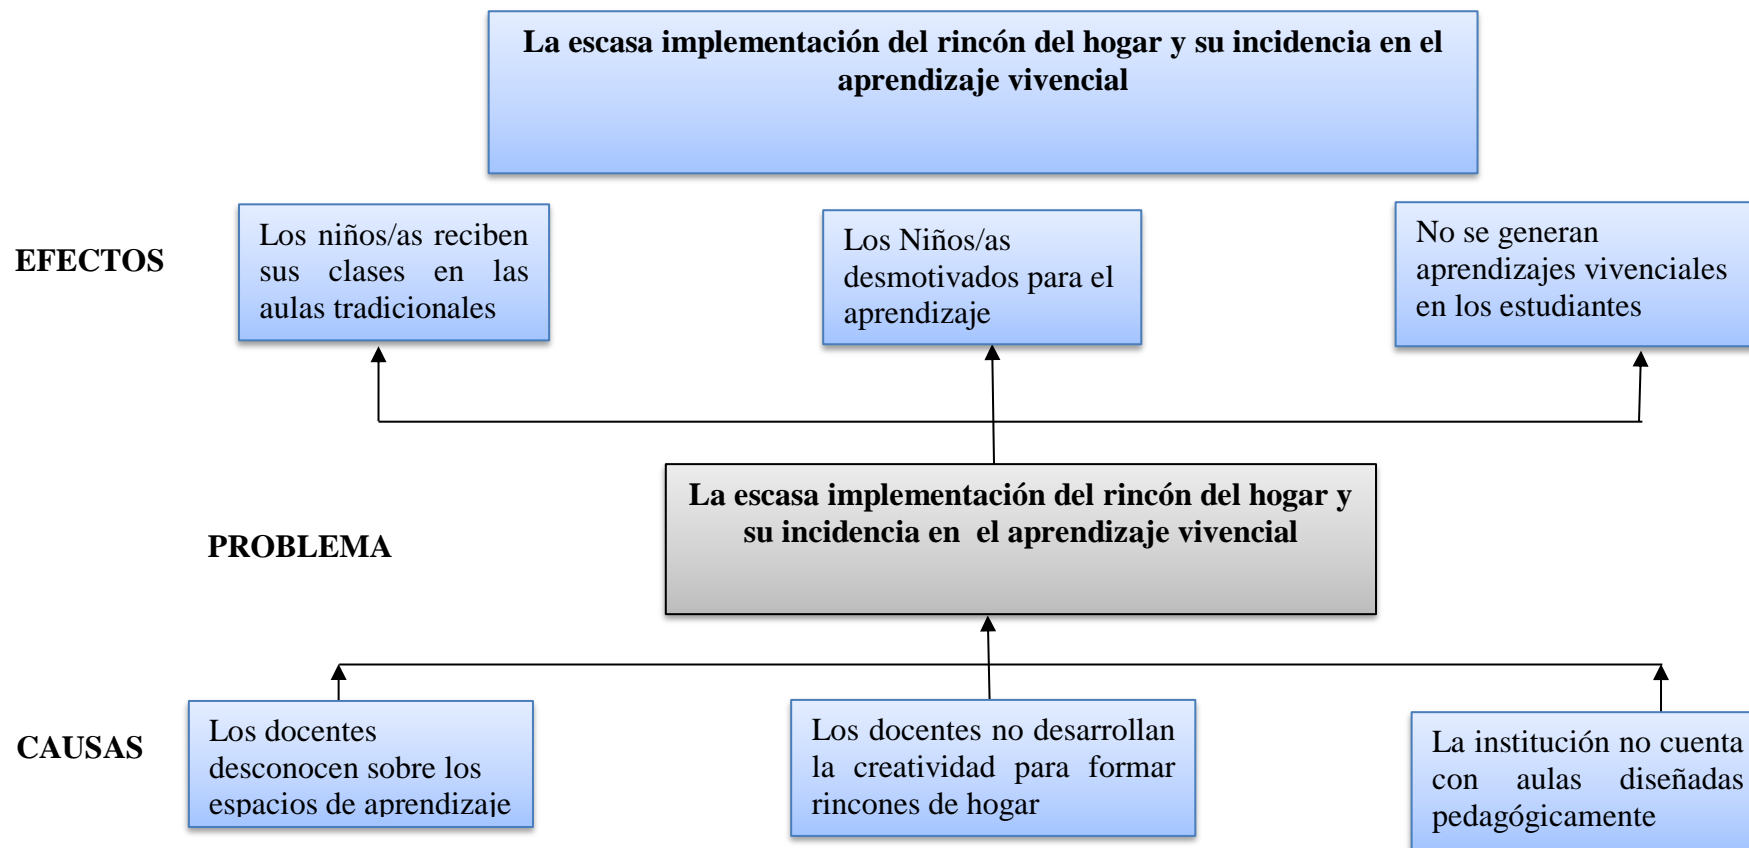 La escasa implementación del rincón del hogar y su incidencia en el
aprendizaje vivencial
EFECTOS
Los niños/as reciben
sus clases en las
aulas tradicionales
Los Niños/as
desmotivados para el
aprendizaje
No se generan
aprendizajes vivenciales
en los estudiantes
PROBLEMA
La escasa implementación del rincón del hogar y
su incidencia en el aprendizaje vivencial
CAUSAS
Los docentes
desconocen sobre los
espacios de aprendizaje
Los docentes no desarrollan
la creatividad para formar
rincones de hogar
La institución no cuenta
con aulas diseñadas
pedagógicamente